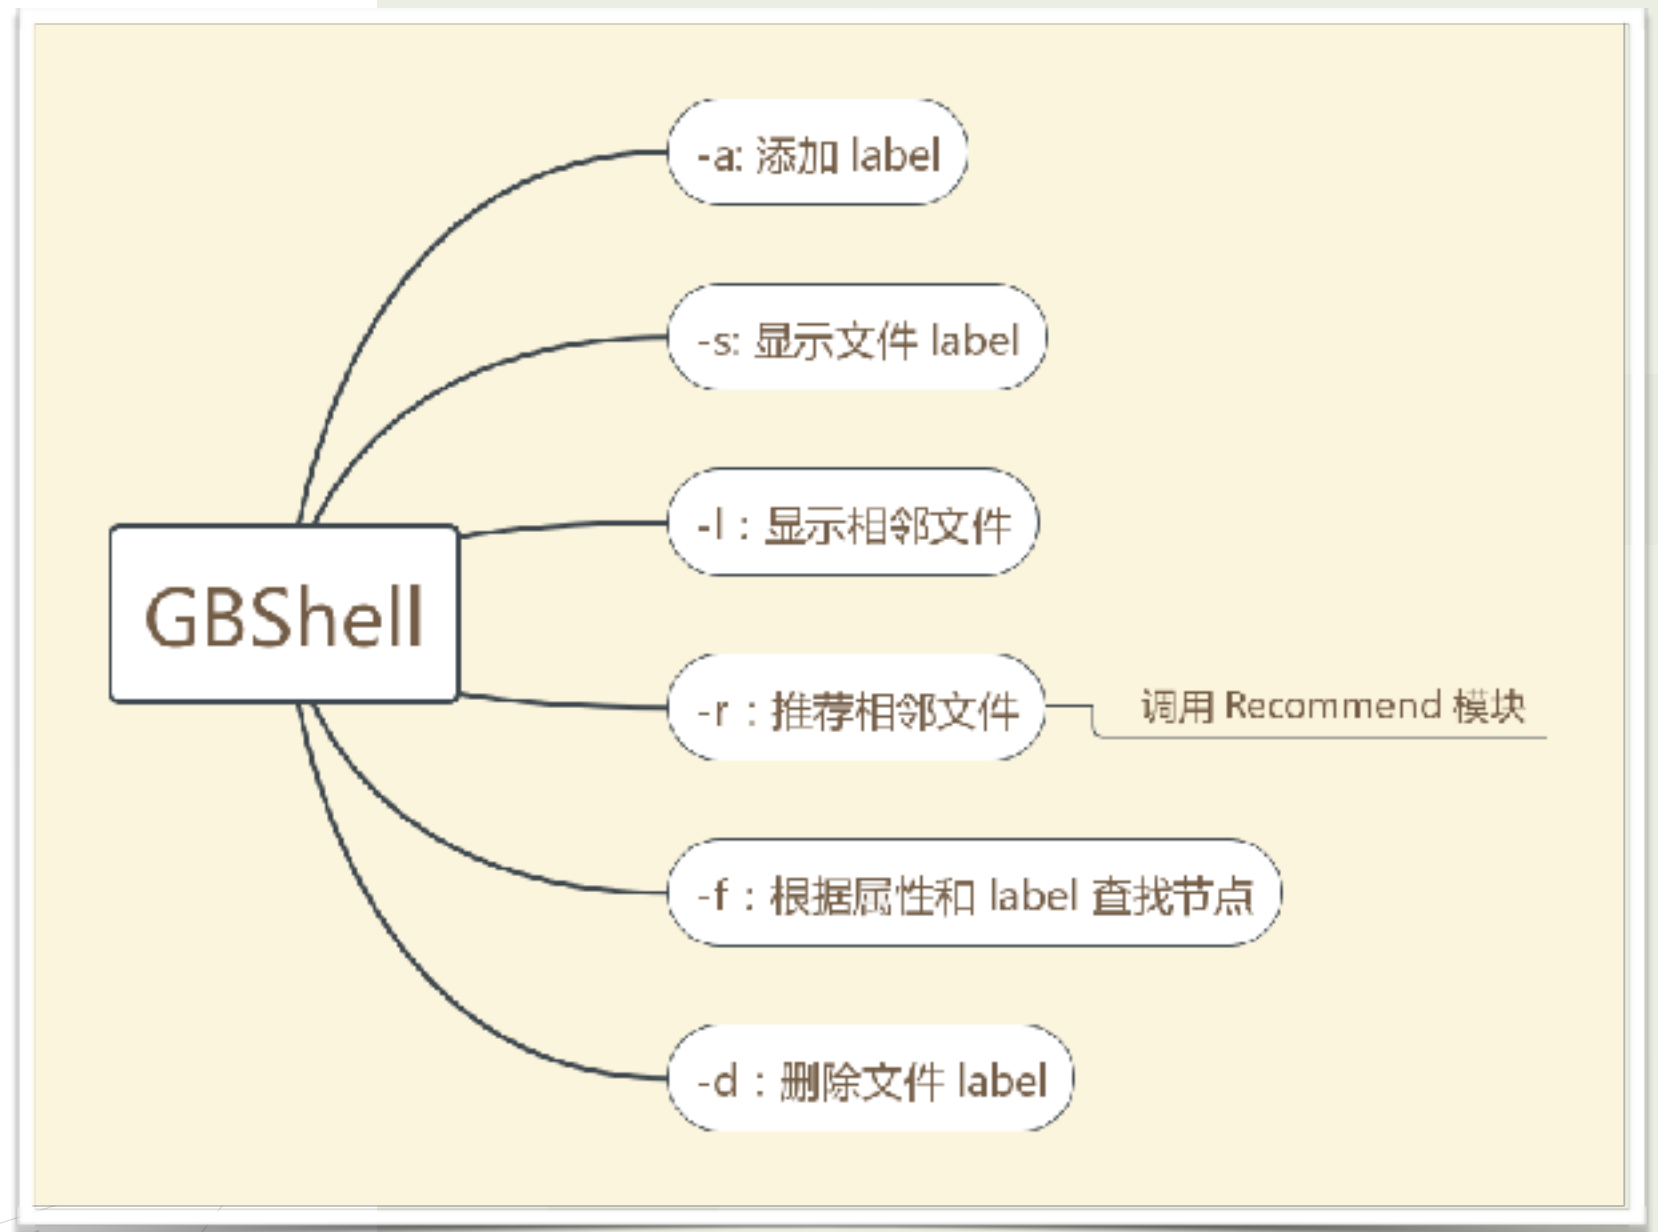 -a: 添加 label
-s: 显示文件 label
-l：显示相邻文件
GBShell
-r：推荐相邻文件
调用 Recommend 模块
-f：根据属性和 label 查找节点
-d：删除文件 label